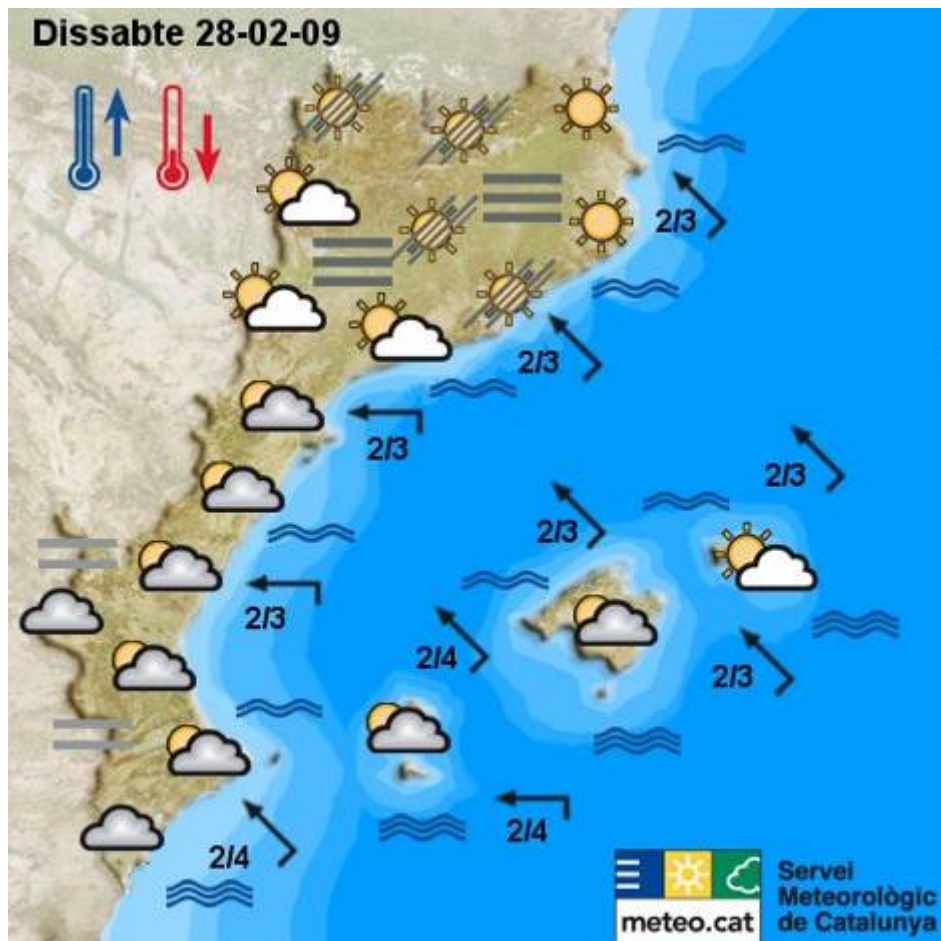 Dissabte 28-02-09
2/3
2/3
2/3
2/3
2/3
2/3
2/4
2/3
2/4
2/4
meteo.cat
Servei
Meteorològic
de Catalunya